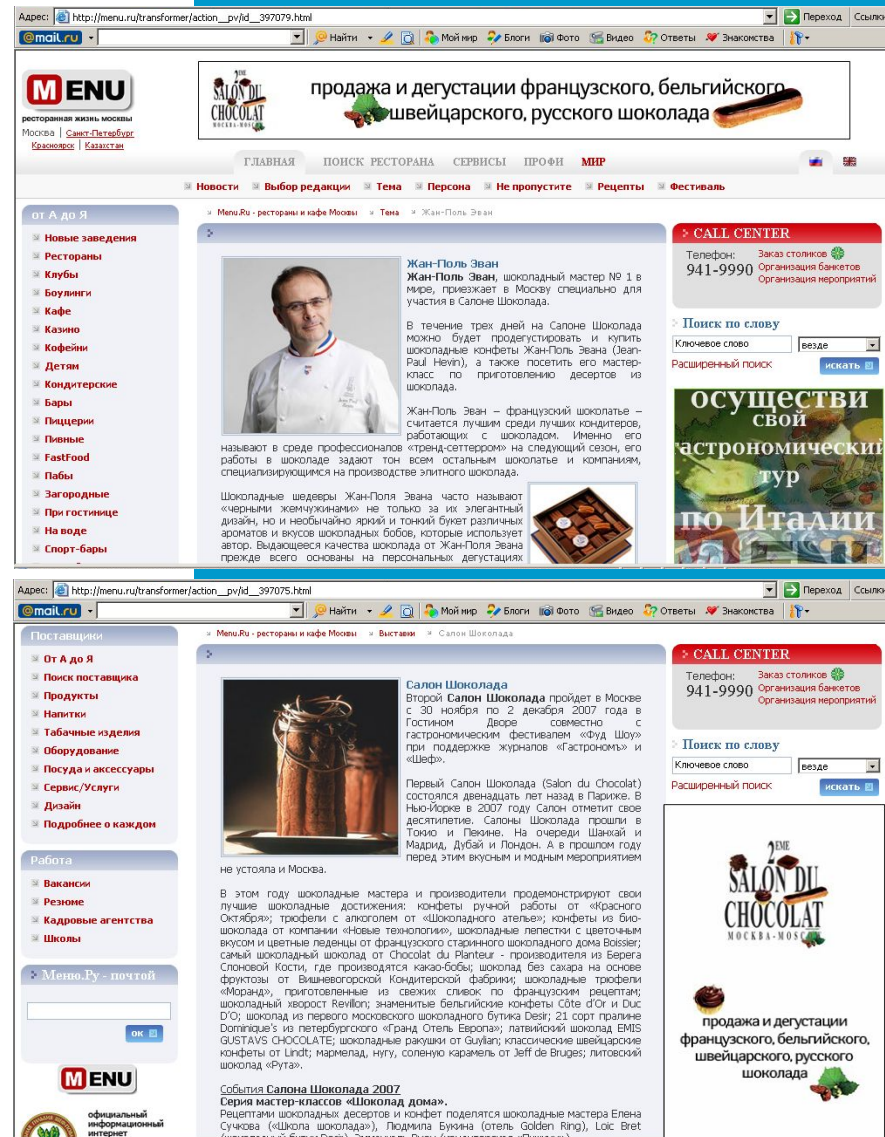 Адрес: http://menu.ru/transformer/action__pv/id__397079.html Переход Ссылки
@mail.ru Найти Мой мир Блоги Фото Видео Ответы Знакомства
MENU
ресторанная жизнь москвы
Москва | Санкт-Петербург
Красноярск | Казахстан
2EME
SALON DU
CHOCOLAT
МОСКВА-MOSCOU
продажа и дегустации французского, бельгийского,
швейцарского, русского шоколада
ГЛАВНАЯ ПОИСК РЕСТОРАНА СЕРВИСЫ ПРОФИ МИР
Новости Выбор редакции Тема Персона Не пропустите Рецепты Фестиваль
от А до Я
Новые заведения
Рестораны
Клубы
Боулинги
Кафе
Казино
Кофейни
Детям
Кондитерские
Бары
Пиццерии
Пивные
FastFood
Пабы
Загородные
При гостинице
На воде
Спорт-бары
Menu.Ru - рестораны и кафе Москвы Тема Жан-Поль Эван
Жан-Поль Эван
Жан-Поль Эван, шоколадный мастер № 1 в
мире, приезжает в Москву специально для
участия в Салоне Шоколада.
В течение трех дней на Салоне Шоколада
можно будет продегустировать и купить
шоколадные конфеты Жан-Поль Эвана (Jean-
Paul Hevin), а также посетить его мастер-
класс по приготовлению десертов из
шоколада.
Жан-Поль Эван – французский шоколатье –
считается лучшим среди лучших кондитеров,
работающих с шоколадом. Именно его
называют в среде профессионалов «тренд-сеттерром» на следующий сезон, его
работы в шоколаде задают тон всем остальным шоколатье и компаниям,
специализирующимся на производстве элитного шоколада.
Шоколадные шедевры Жан-Поля Эвана часто называют
«черными жемчужинами» не только за их элегантный
дизайн, но и необычайно яркий и тонкий букет различных
ароматов и вкусов шоколадных бобов, которые использует
автор. Выдающееся качества шоколада от Жан-Поля Эвана
прежде всего основаны на персональных дегустациях
CALL CENTER
Телефон:
941-9990
Заказ столиков
Организация банкетов
Организация мероприятий
Поиск по слову
Ключевое слово везде
Расширенный поиск искать
осуществи
свой
гастрономический
тур
по Италии
Адрес: http://menu.ru/transformer/action__pv/id__397075.html Переход Ссылки
@mail.ru Найти Мой мир Блоги Фото Видео Ответы Знакомства
Поставщики
От А до Я
Поиск поставщика
Продукты
Напитки
Табачные изделия
Оборудование
Посуда и аксессуары
Сервис/Услуги
Дизайн
Подробнее о каждом
Работа
Вакансии
Резюме
Кадровые агентства
Школы
Меню.Ру - почтой
ок
MENU
официальный
информационный
интернет
Menu.Ru - рестораны и кафе Москвы Выставки Салон Шоколада
Салон Шоколада
Второй Салон Шоколада пройдет в Москве
с 30 ноября по 2 декабря 2007 года в
Гостином Дворе совместно с
гастрономическим фестивалем «Фуд Шоу»
при поддержке журналов «Гастрономъ» и
«Шеф».
Первый Салон Шоколада (Salon du Chocolat)
состоялся двенадцать лет назад в Париже. В
Нью-Йорке в 2007 году Салон отметит свое
десятилетие. Салоны Шоколада прошли в
Токио и Пекине. На очереди Шанхай и
Мадрид, Дубай и Лондон. А в прошлом году
перед этим вкусным и модным мероприятием
не устояла и Москва.
В этом году шоколадные мастера и производители продемонстрируют свои
лучшие шоколадные достижения: конфеты ручной работы от «Красного
Октября»; трюфели с алкоголем от «Шоколадного ателье»; конфеты из био-
шоколада от компании «Новые технологии», шоколадные лепестки с цветочным
вкусом и цветные леденцы от французского старинного шоколадного дома Boissier;
самый шоколадный шоколад от Chocolat du Planteur - производителя из Берега
Слоновой Кости, где производятся какао-бобы; шоколад без сахара на основе
фруктозы от Вишневогорской Кондитерской фабрики; шоколадные трюфели
«Моранд», приготовленные из свежих сливок по французским рецептам;
шоколадный хворост Revillon; знаменитые бельгийские конфеты Côte d'Or и Duc
D'O; шоколад из первого московского шоколадного бутика Desir; 21 сорт пралине
Dominique's из петербургского «Гранд Отель Европа»; латвийский шоколад EMIS
GUSTAVS CHOCOLATE; шоколадные ракушки от Guylian; классические швейцарские
конфеты от Lindt; мармелад, нугу, соленую карамель от Jeff de Bruges; литовский
шоколад «Рута».
События Салона Шоколада 2007
Серия мастер-классов «Шоколад дома».
Рецептами шоколадных десертов и конфет поделятся шоколадные мастера Елена
Сучкова («Школа шоколада»), Людмила Букина (отель Golden Ring), Loic Bret
CALL CENTER
Телефон:
941-9990
Заказ столиков
Организация банкетов
Организация мероприятий
Поиск по слову
Ключевое слово везде
Расширенный поиск искать
2EME
SALON DU
CHOCOLAT
МОСКВА-MOSCOU
продажа и дегустации
французского, бельгийского,
швейцарского, русского
шоколада